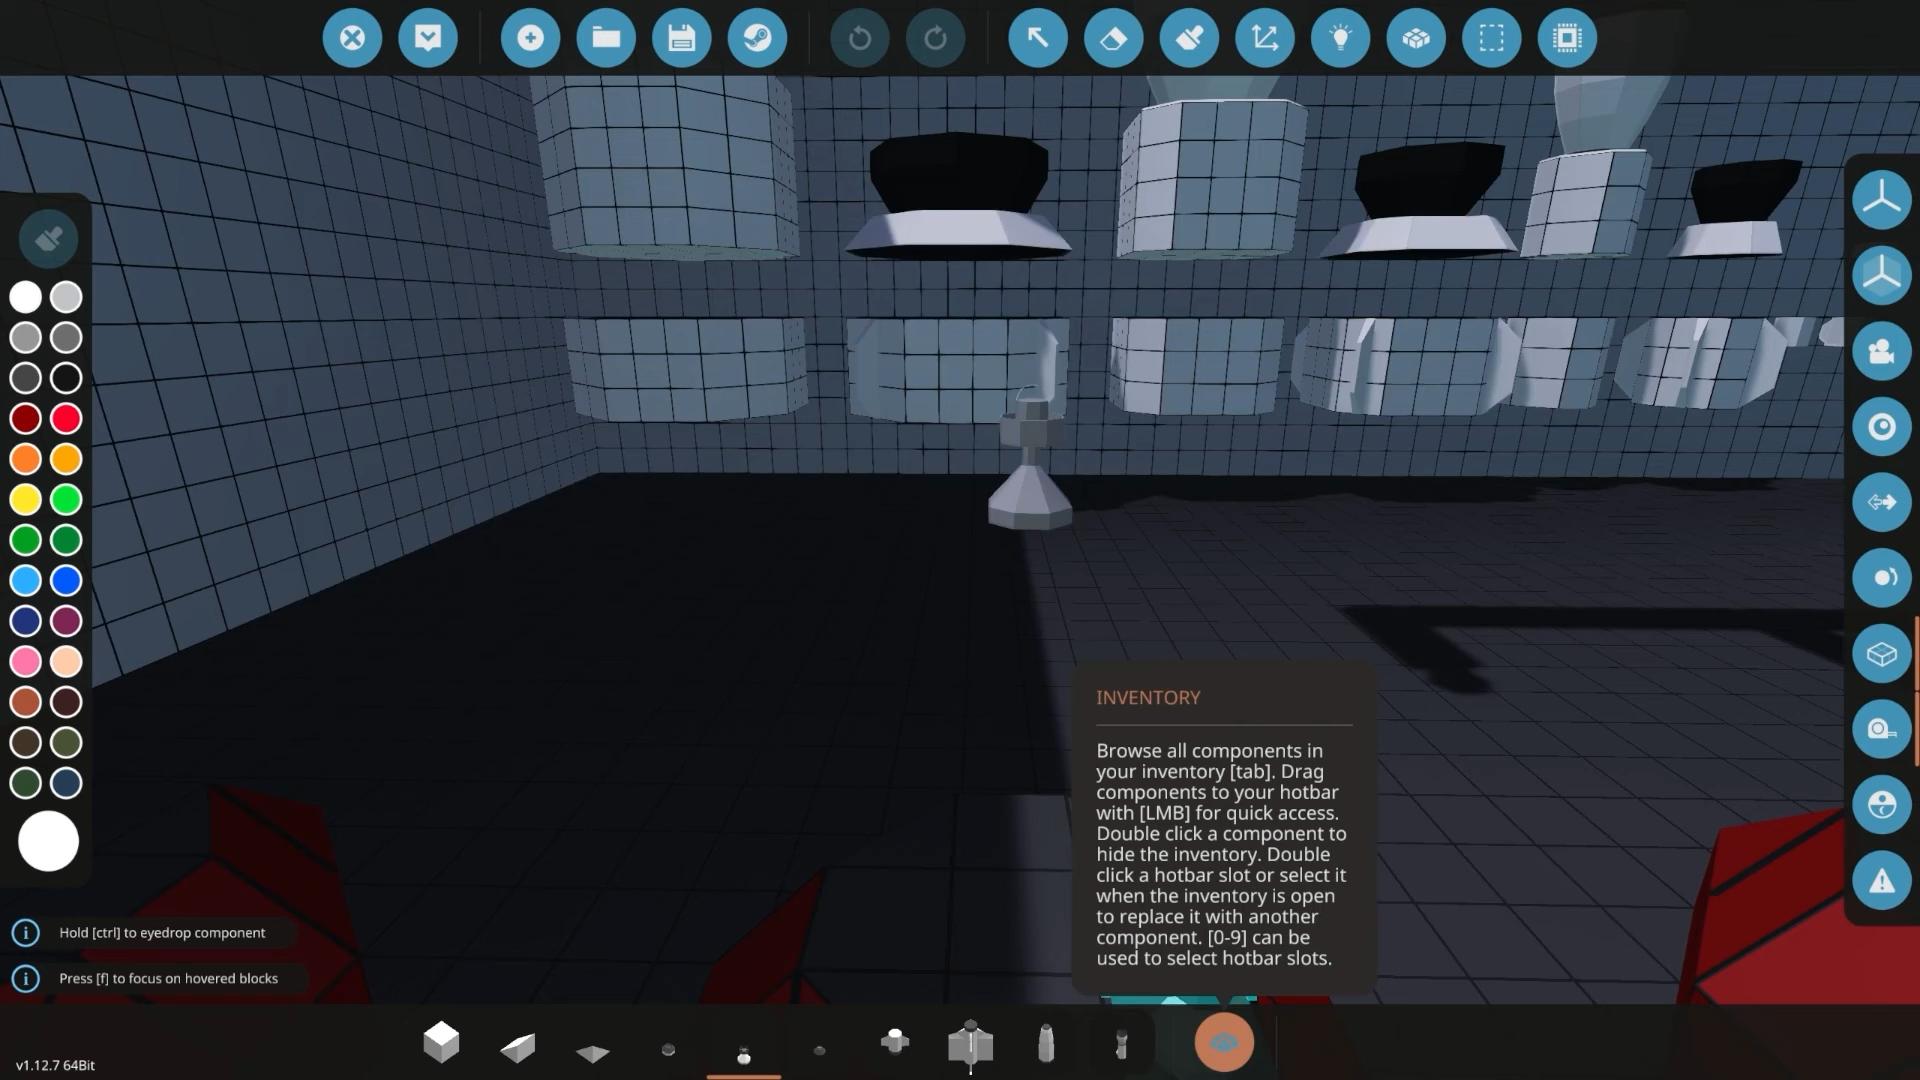 INVENTORY
Browse all components in
your inventory [tab]. Drag
components to your hotbar
with [LMB] for quick access.
Double click a component to
hide the inventory. Double
click a hotbar slot or select it
when the inventory is open
to replace it with another
component. [0-9] can be
used to select hotbar slots.
Hold [ctrl] to eyedrop component
Press [f] to focus on hovered blocks
v1.12.7 64Bit